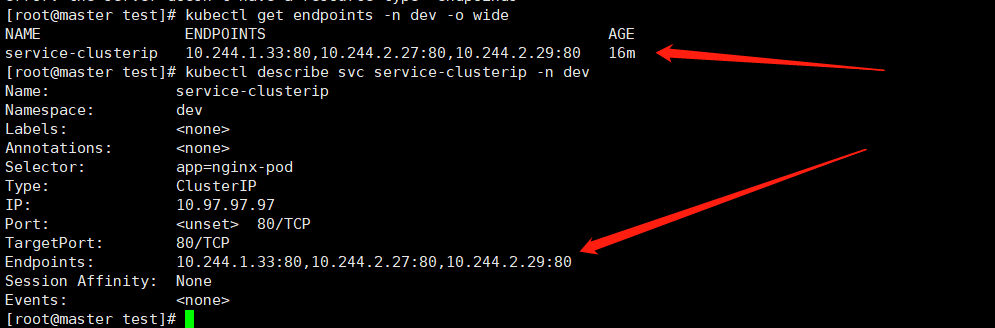 [root@master test]# kubectl get endpoints -n dev -o wide
NAME                ENDPOINTS                                      AGE
service-clusterip   10.244.1.33:80,10.244.2.27:80,10.244.2.29:80   16m
[root@master test]# kubectl describe svc service-clusterip -n dev
Name:              service-clusterip
Namespace:         dev
Labels:            <none>
Annotations:       <none>
Selector:          app=nginx-pod
Type:              ClusterIP
IP:                10.97.97.97
Port:              <unset>  80/TCP
TargetPort:        80/TCP
Endpoints:         10.244.1.33:80,10.244.2.27:80,10.244.2.29:80
Session Affinity:  None
Events:            <none>
[root@master test]#